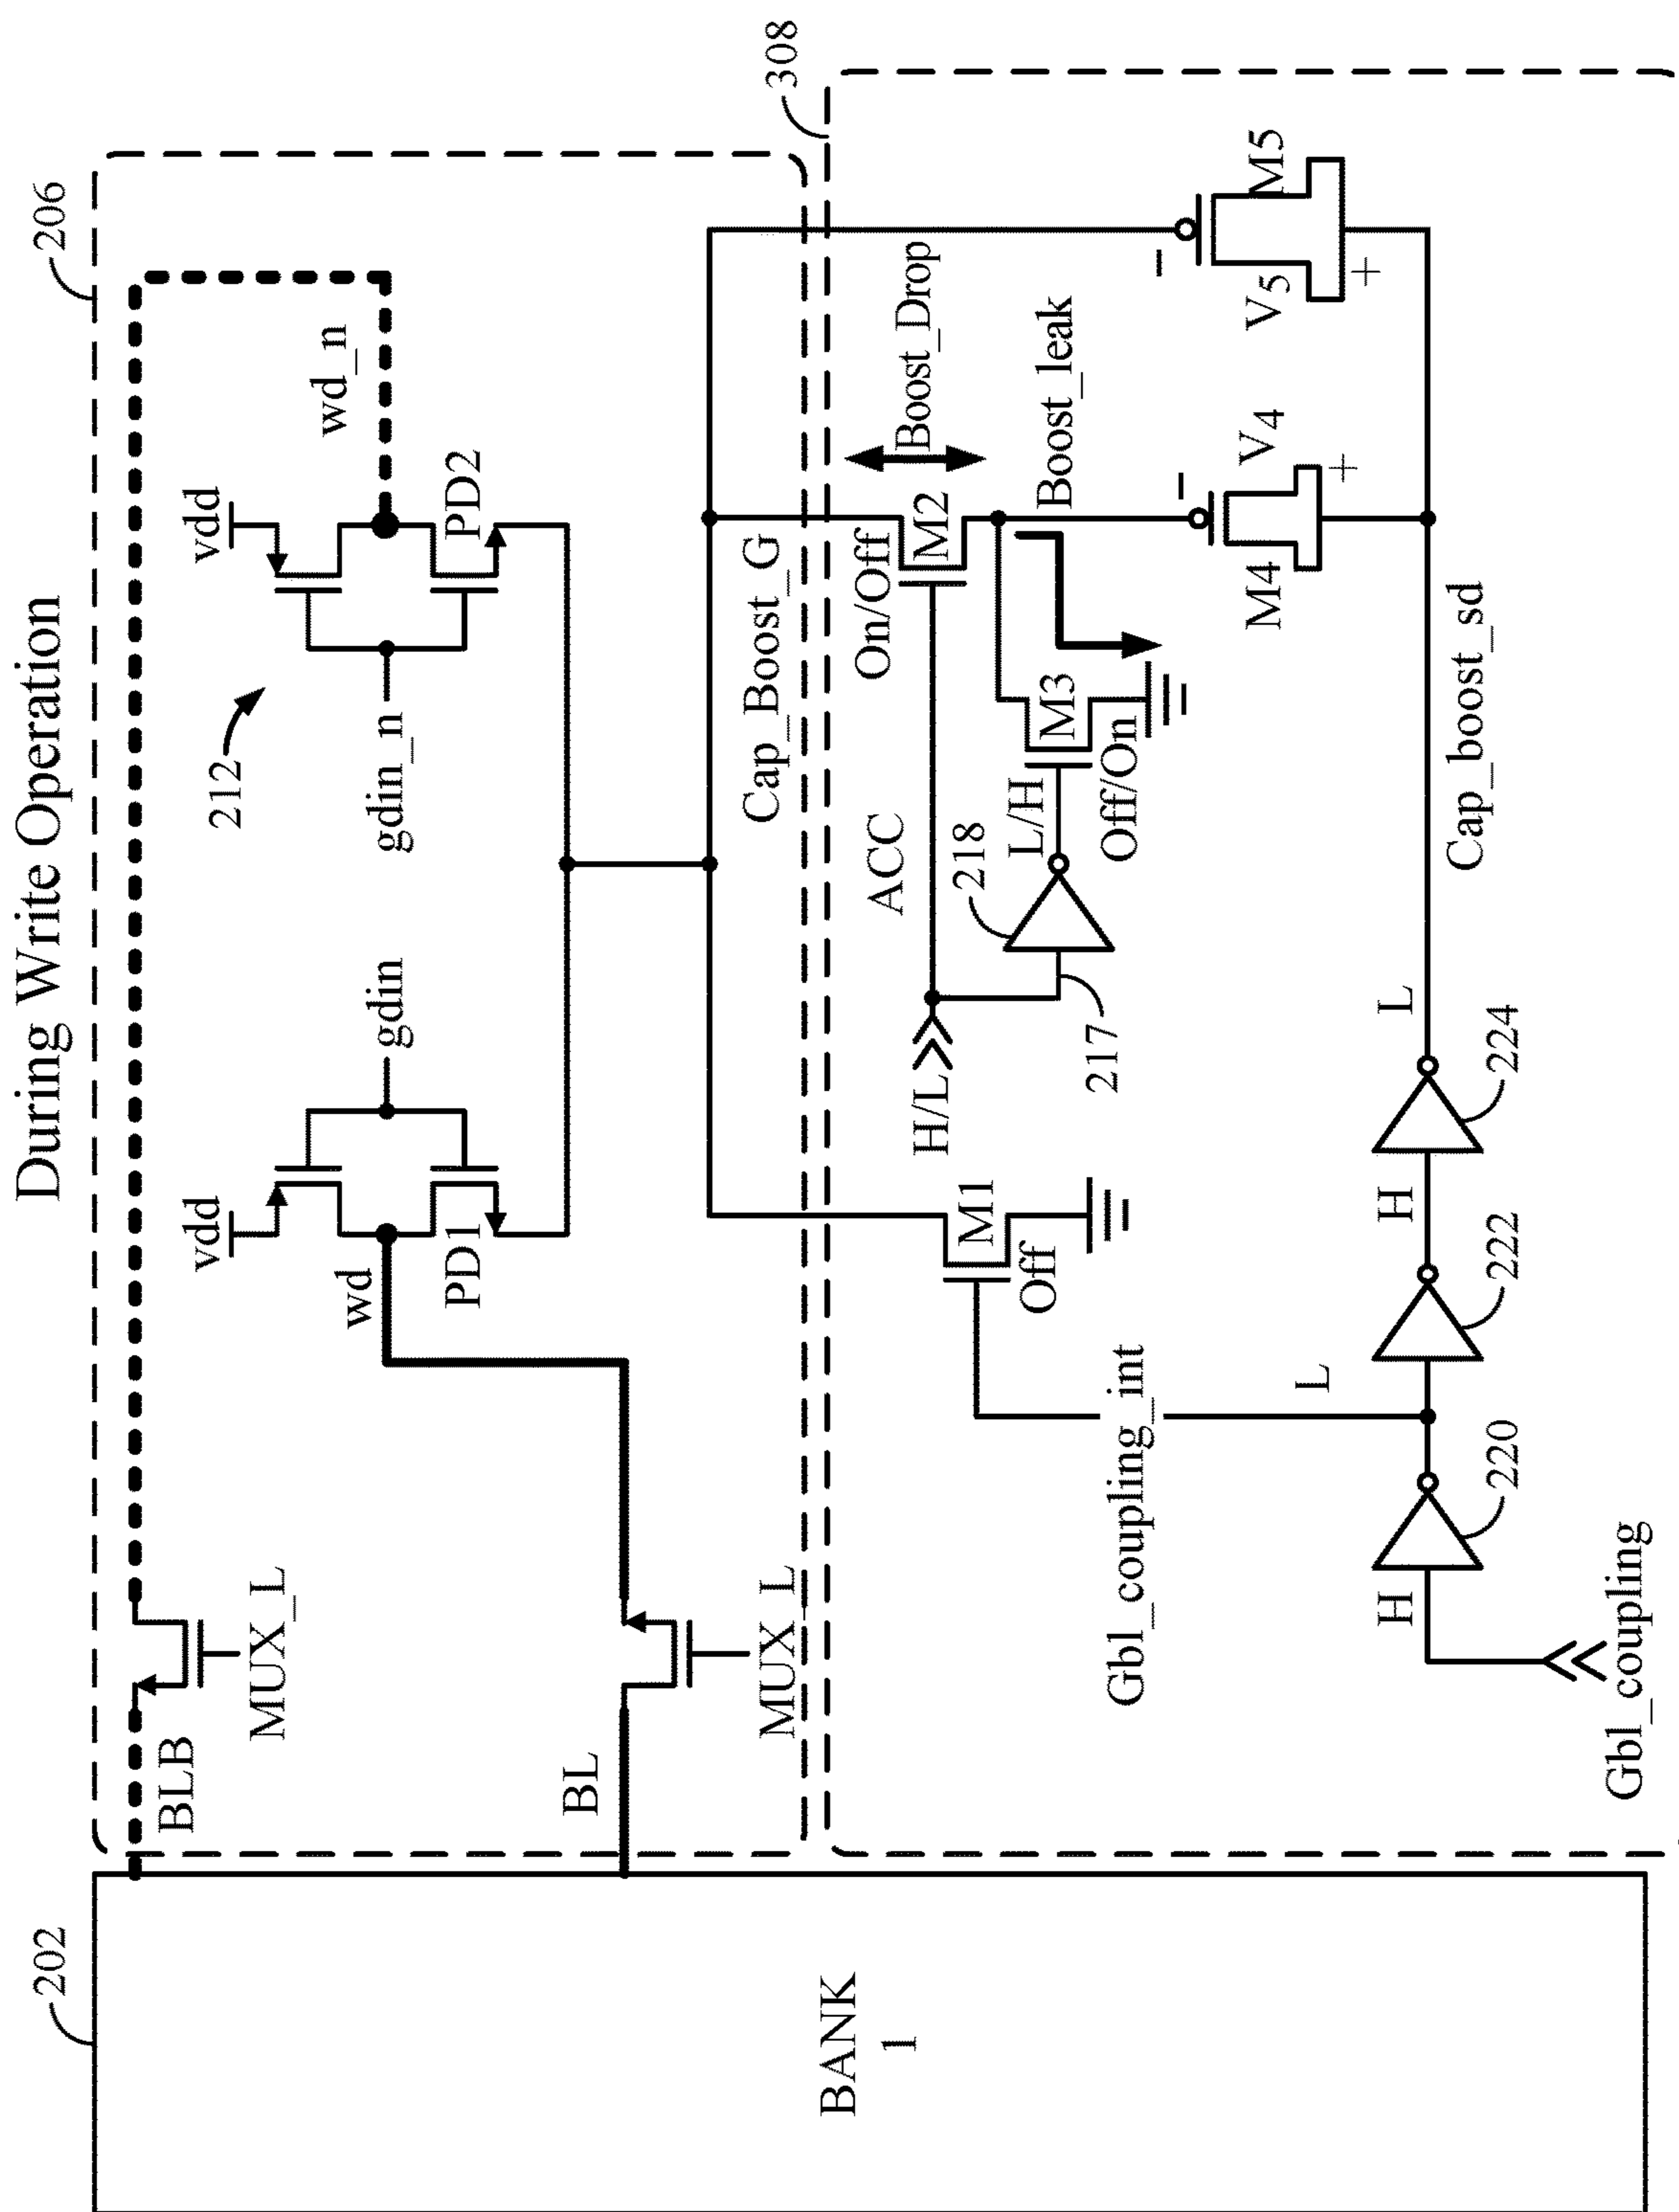 During Write Operation
202
206
308
BANK
1
BLB
MUX_L
BL
MUX_L
vdd
wd
PD1
gdin
212
vdd
wd_n
PD2
gdin_n
Cap_Boost_G
Gbl_coupling_int
M1
Off
H/L
ACC
217
218
L/H
M3
Off/On
On/Off
M2
Boost_Drop
Boost_leak
M4
V4
−
+
V5
M5
−
+
Gbl_coupling
H
220
L
222
H
224
L
Cap_boost_sd